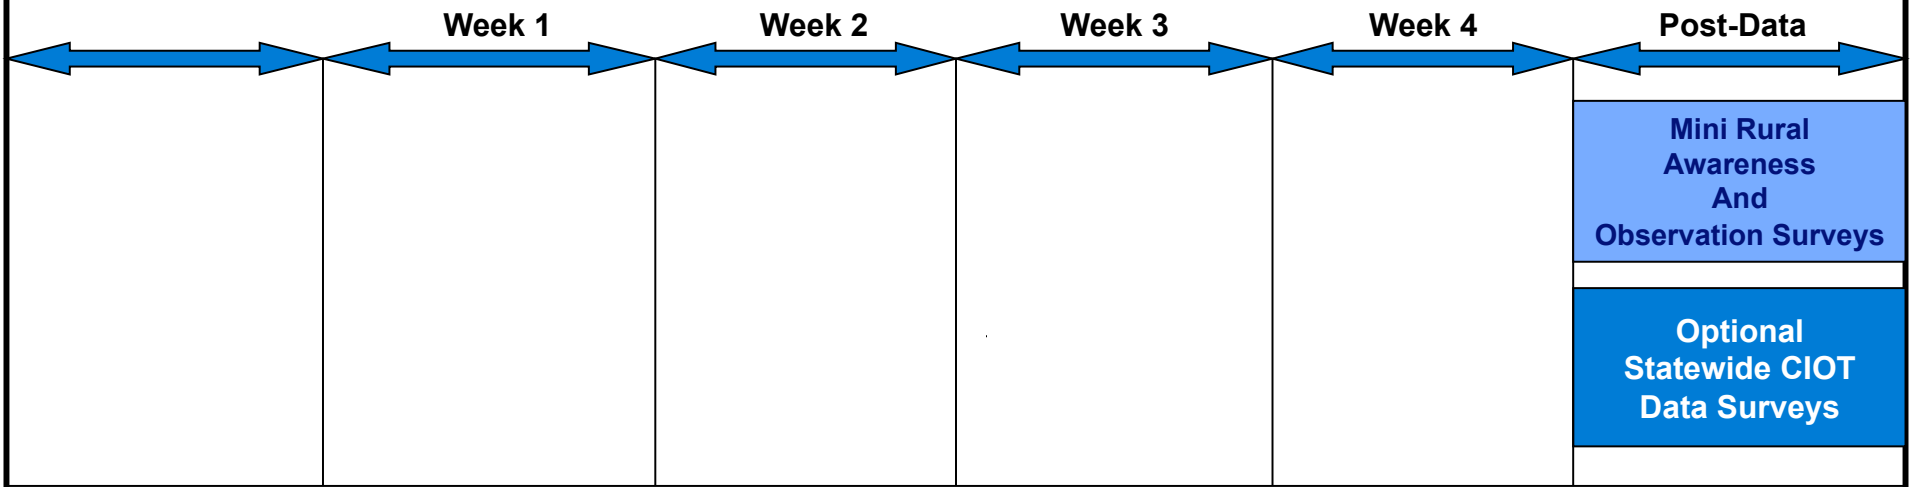 Week 1 Week 2 Week 3 Week 4 Post-Data
Mini Rural
Awareness
And
Observation Surveys
Optional
Statewide CIOT
Data Surveys